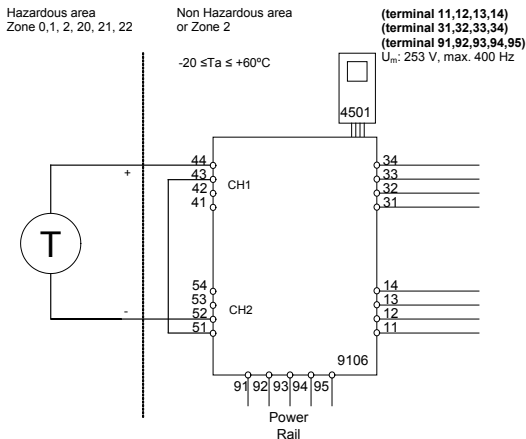 Hazardous area
Zone 0,1, 2, 20, 21, 22
Non Hazardous area
or Zone 2
-20 ≤Ta ≤ +60ºC
(terminal 11,12,13,14)
(terminal 31,32,33,34)
(terminal 91,92,93,94,95)
Um: 253 V, max. 400 Hz
4501
44
43
42
41
CH1
+
34
33
32
31
T
54
53
52
51
CH2
-
14
13
12
11
9106
91 92 93 94 95
Power
Rail